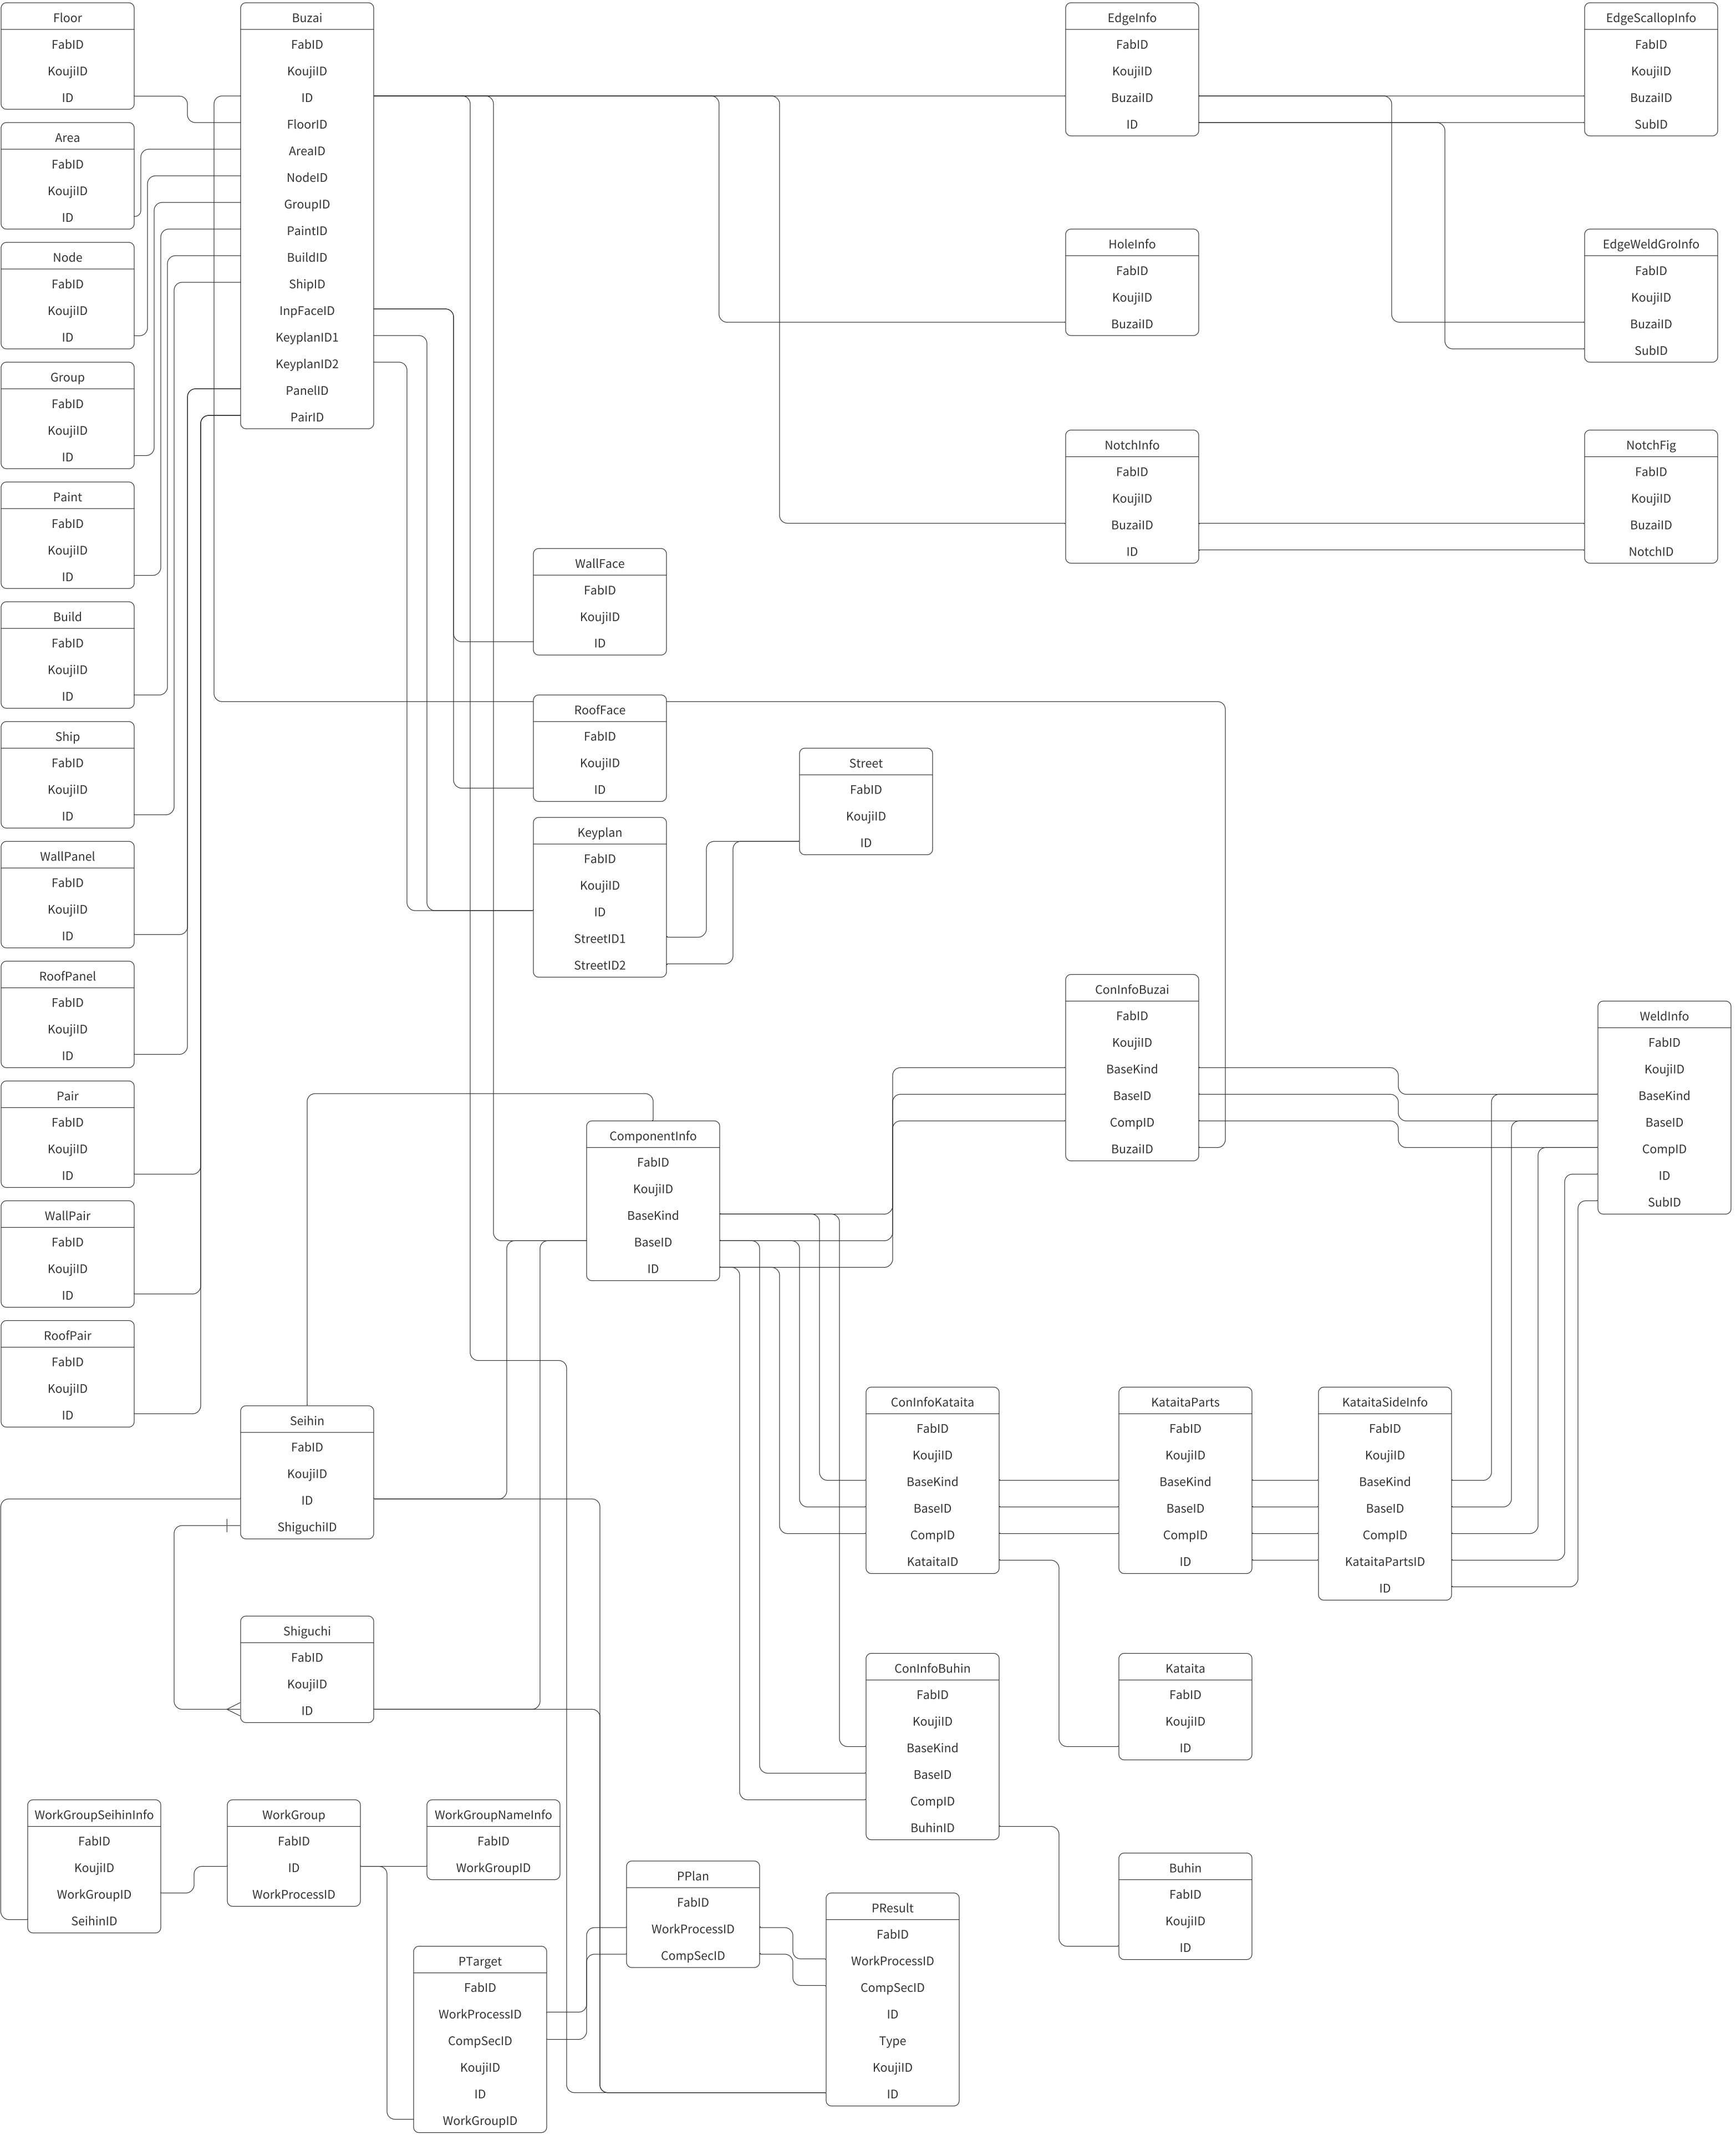 Floor
FabID
KoujiID
ID
Area
FabID
KoujiID
ID
Node
FabID
KoujiID
ID
Group
FabID
KoujiID
ID
Paint
FabID
KoujiID
ID
Build
FabID
KoujiID
ID
Ship
FabID
KoujiID
ID
WallPanel
FabID
KoujiID
ID
RoofPanel
FabID
KoujiID
ID
Pair
FabID
KoujiID
ID
WallPair
FabID
KoujiID
ID
RoofPair
FabID
KoujiID
ID
Buzai
FabID
KoujiID
ID
FloorID
AreaID
NodeID
GroupID
PaintID
BuildID
ShipID
InpFaceID
KeyplanID1
KeyplanID2
PanelID
PairID
EdgeInfo
FabID
KoujiID
BuzaiID
ID
EdgeScallopInfo
FabID
KoujiID
BuzaiID
SubID
HoleInfo
FabID
KoujiID
BuzaiID
EdgeWeldGroInfo
FabID
KoujiID
BuzaiID
SubID
NotchInfo
FabID
KoujiID
BuzaiID
ID
NotchFig
FabID
KoujiID
BuzaiID
NotchID
WallFace
FabID
KoujiID
ID
RoofFace
FabID
KoujiID
ID
Street
FabID
KoujiID
ID
Keyplan
FabID
KoujiID
ID
StreetID1
StreetID2
ConInfoBuzai
FabID
KoujiID
BaseKind
BaseID
CompID
BuzaiID
WeldInfo
FabID
KoujiID
BaseKind
BaseID
CompID
ID
SubID
ComponentInfo
FabID
KoujiID
BaseKind
BaseID
ID
Seihin
FabID
KoujiID
ID
ShiguchiID
ConInfoKataita
FabID
KoujiID
BaseKind
BaseID
CompID
KataitaID
KataitaParts
FabID
KoujiID
BaseKind
BaseID
CompID
ID
KataitaSideInfo
FabID
KoujiID
BaseKind
BaseID
CompID
KataitaPartsID
ID
Shiguchi
FabID
KoujiID
ID
ConInfoBuhin
FabID
KoujiID
BaseKind
BaseID
CompID
BuhinID
Kataita
FabID
KoujiID
ID
Buhin
FabID
KoujiID
ID
WorkGroupSeihinInfo
FabID
KoujiID
WorkGroupID
SeihinID
WorkGroup
FabID
ID
WorkProcessID
WorkGroupNameInfo
FabID
WorkGroupID
PPlan
FabID
WorkProcessID
CompSecID
PResult
FabID
WorkProcessID
CompSecID
ID
Type
KoujiID
ID
PTarget
FabID
WorkProcessID
CompSecID
KoujiID
ID
WorkGroupID